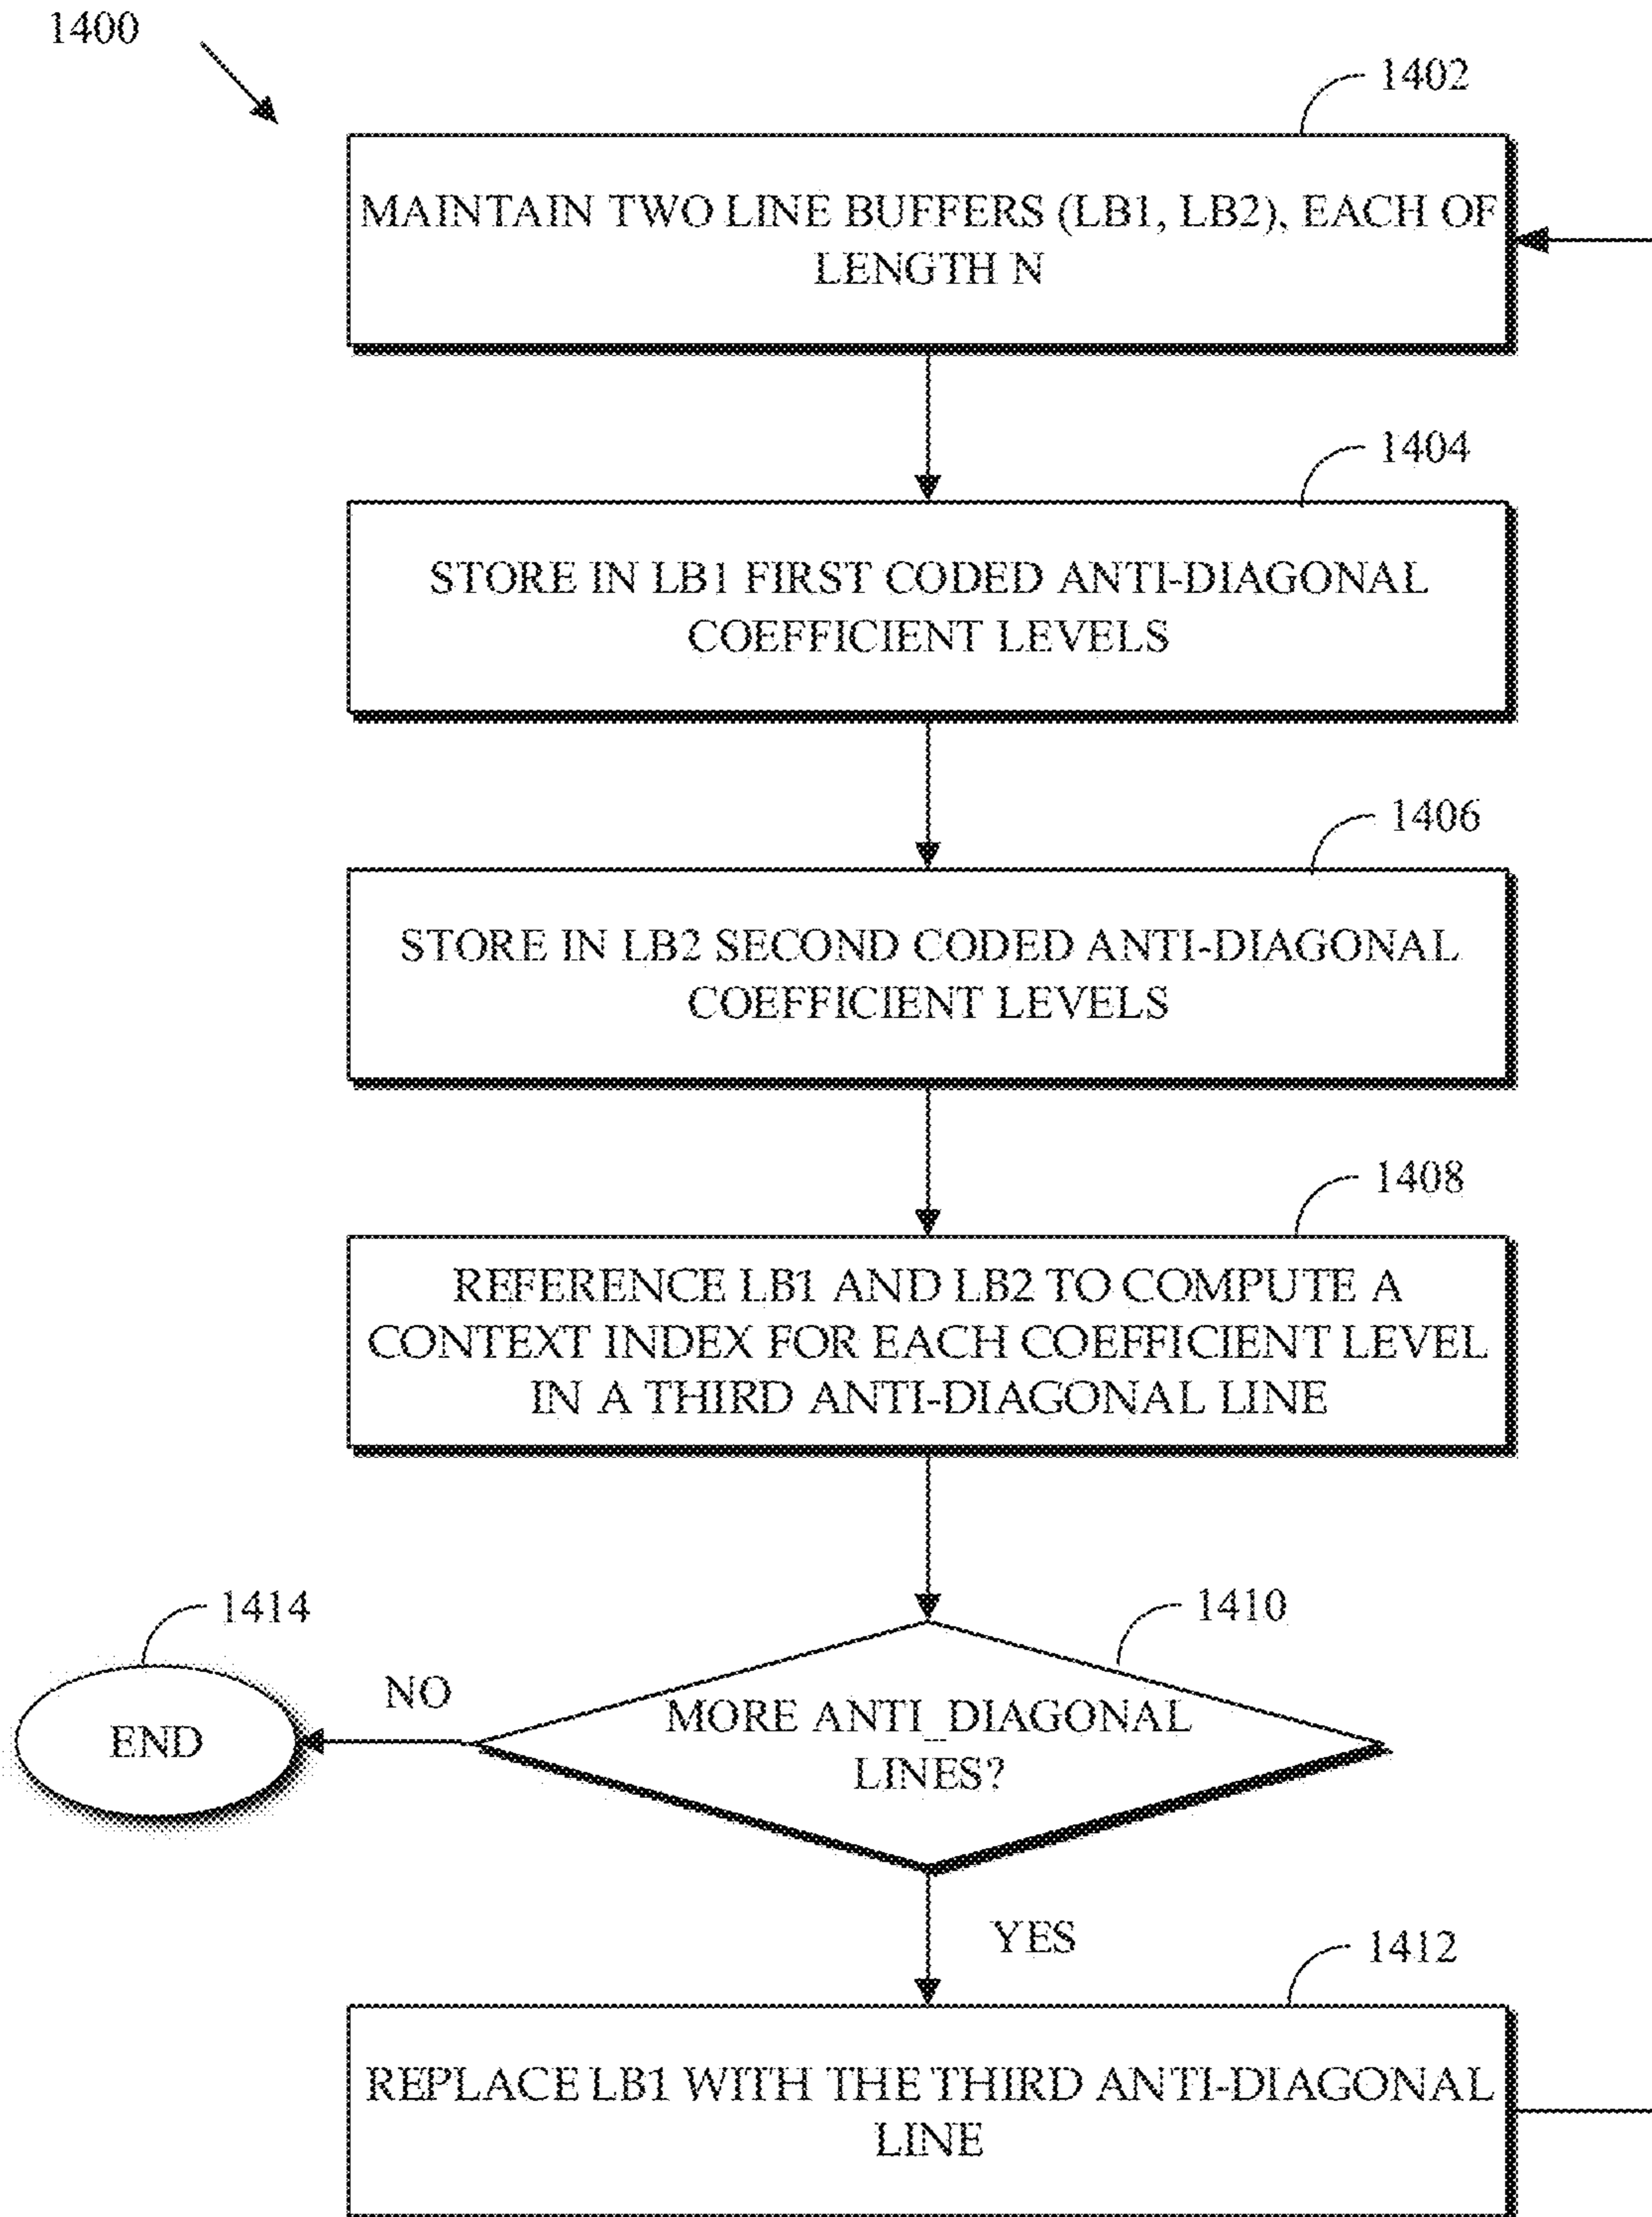 1400
1402
MAINTAIN TWO LINE BUFFERS (LB1, LB2), EACH OF
LENGTH N
1404
STORE IN LB1 FIRST CODED ANTI-DIAGONAL
COEFFICIENT LEVELS
1406
STORE IN LB2 SECOND CODED ANTI-DIAGONAL
COEFFICIENT LEVELS
1408
REFERENCE LB1 AND LB2 TO COMPUTE A
CONTEXT INDEX FOR EACH COEFFICIENT LEVEL
IN A THIRD ANTI-DIAGONAL LINE
1414
1410
END
NO
MORE ANTI_DIAGONAL
LINES?
YES
1412
REPLACE LB1 WITH THE THIRD ANTI-DIAGONAL
LINE